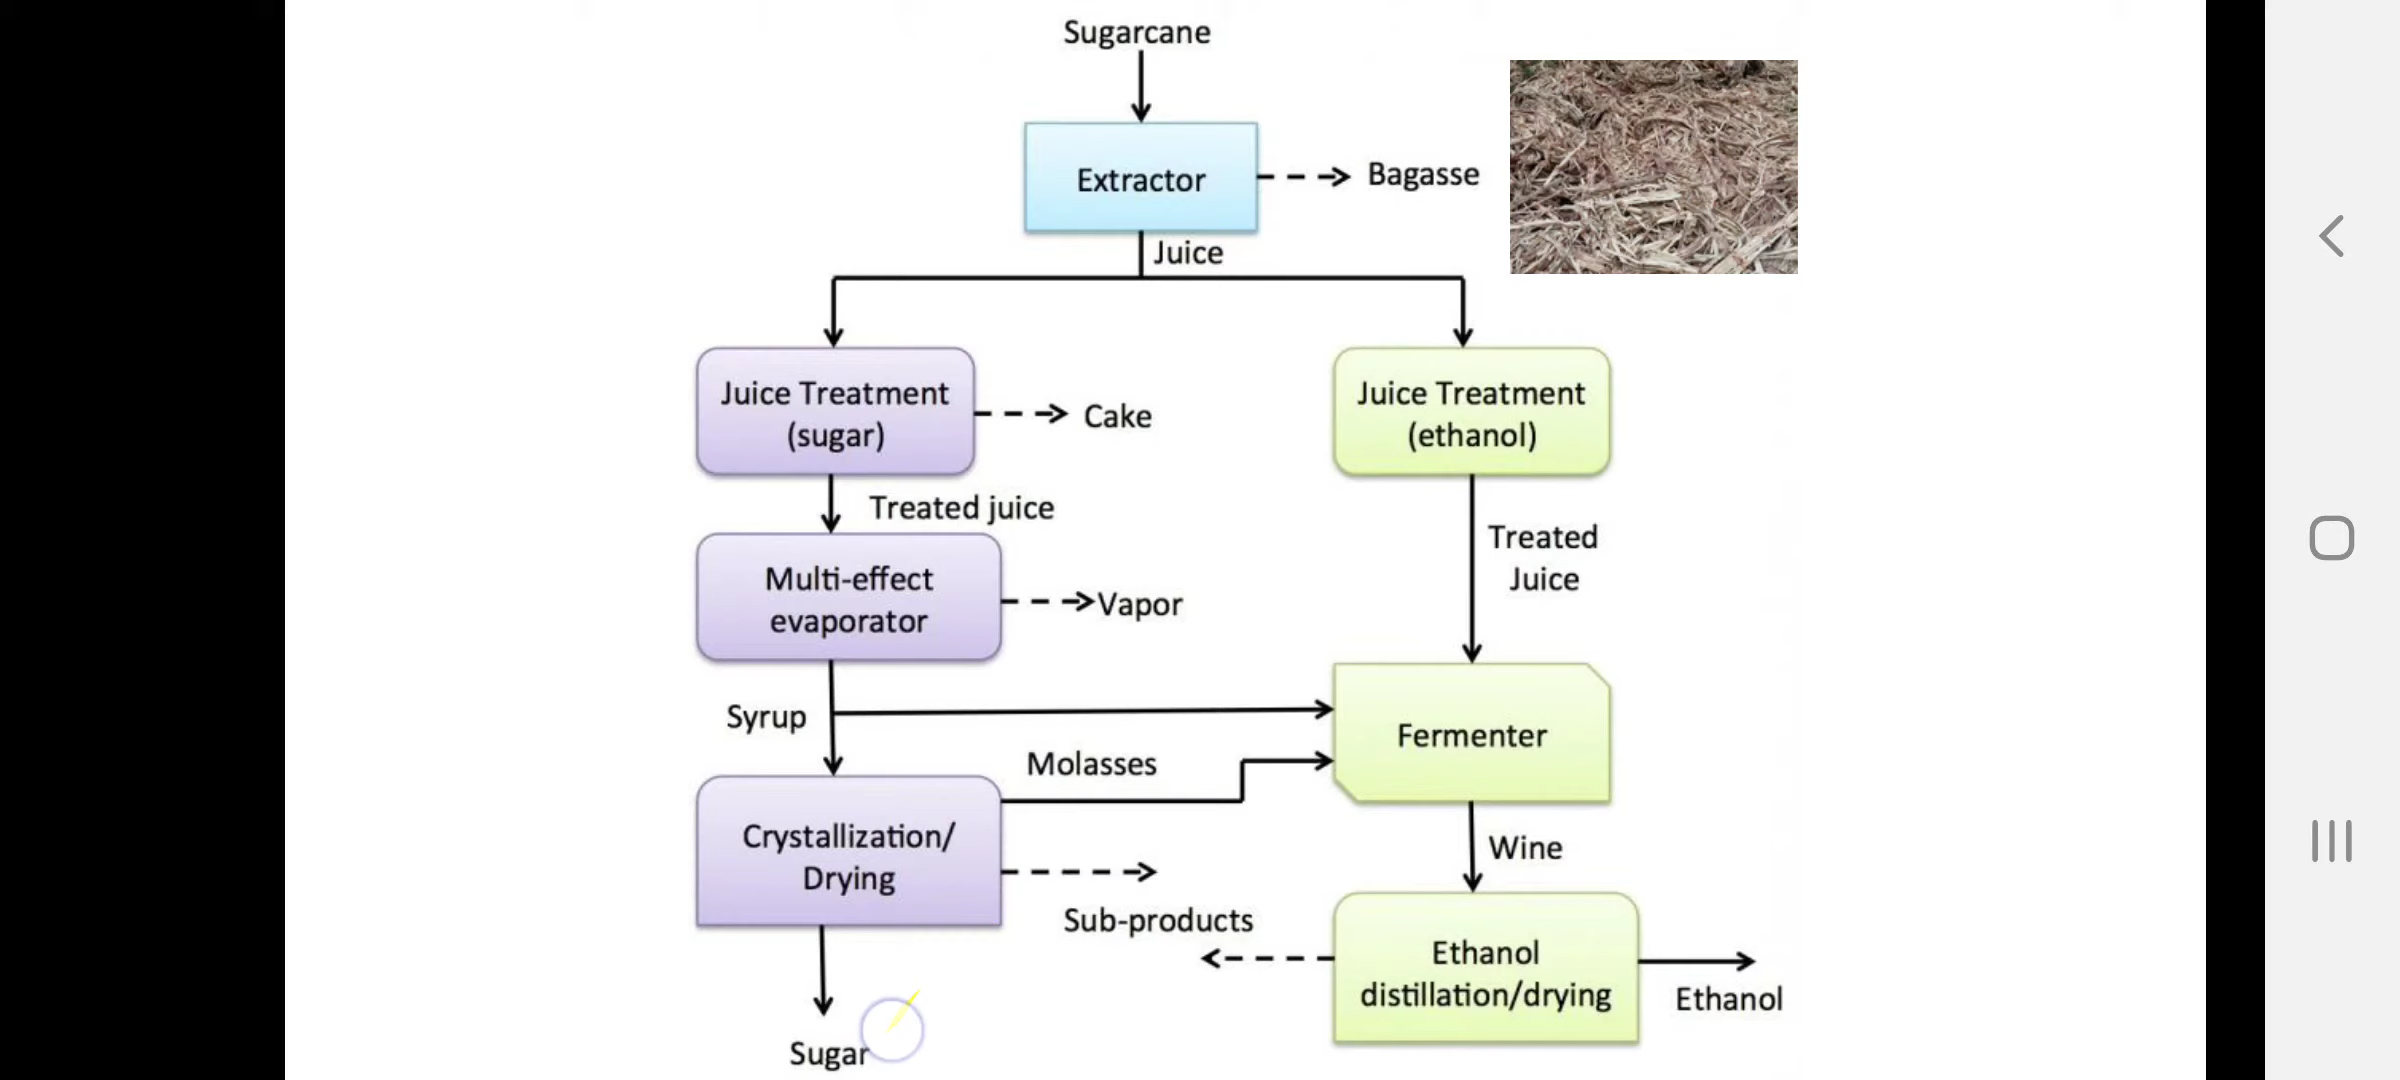 Sugarcane
Extractor
Bagasse
Juice
Juice Treatment
(sugar)
Cake
Juice Treatment
(ethanol)
Treated juice
Treated
Juice
Multi-effect
evaporator
Vapor
Syrup
Fermenter
Molasses
Crystallization/
Drying
Wine
Sub-products
Ethanol
distillation/drying
Ethanol
Sugar